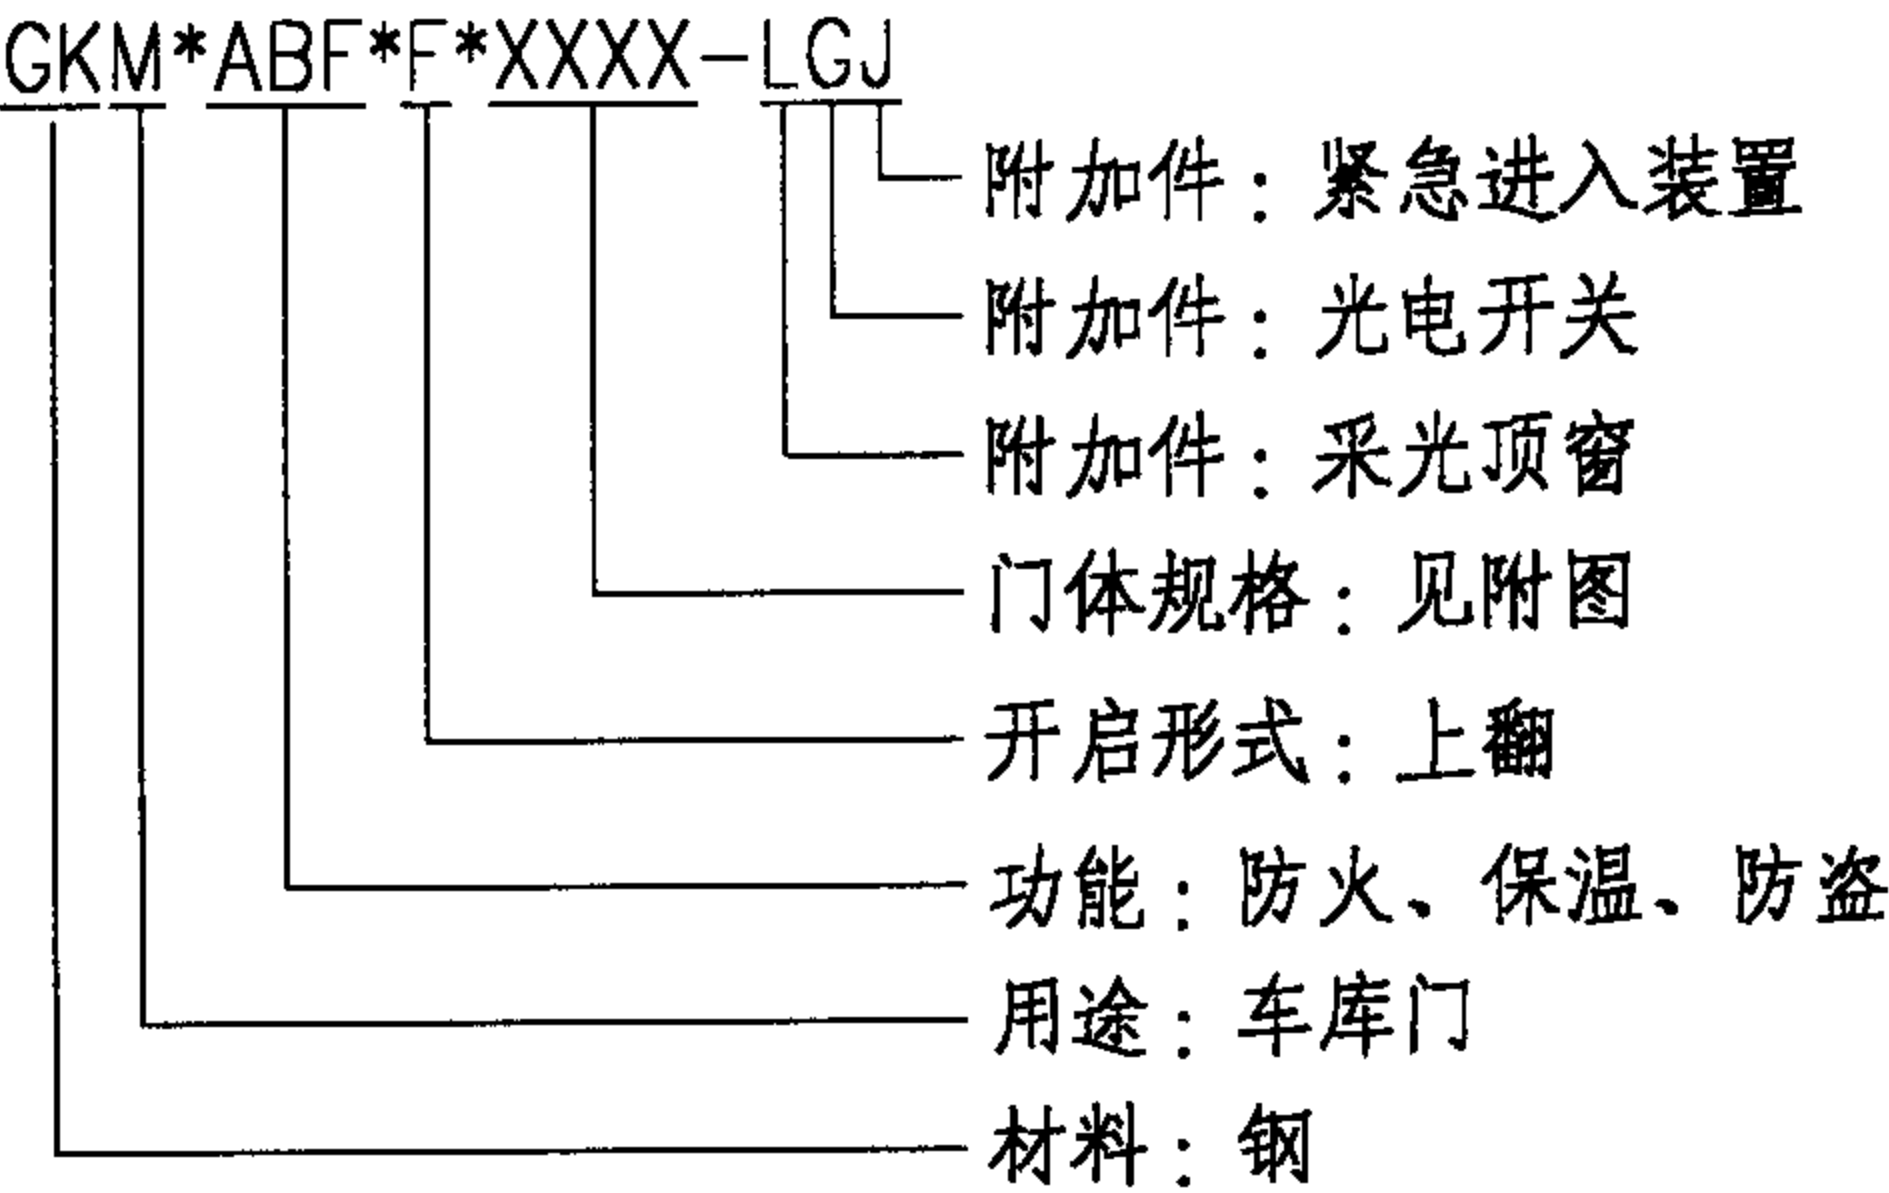 GKM*ABF*F*XXXX-LGJ
附加件:紧急进入装置
附加件:光电开关
附加件:采光顶窗
门体规格:见附图
开启形式:上翻
功能:防火、保温、防盗
用途:车库门
材料:钢